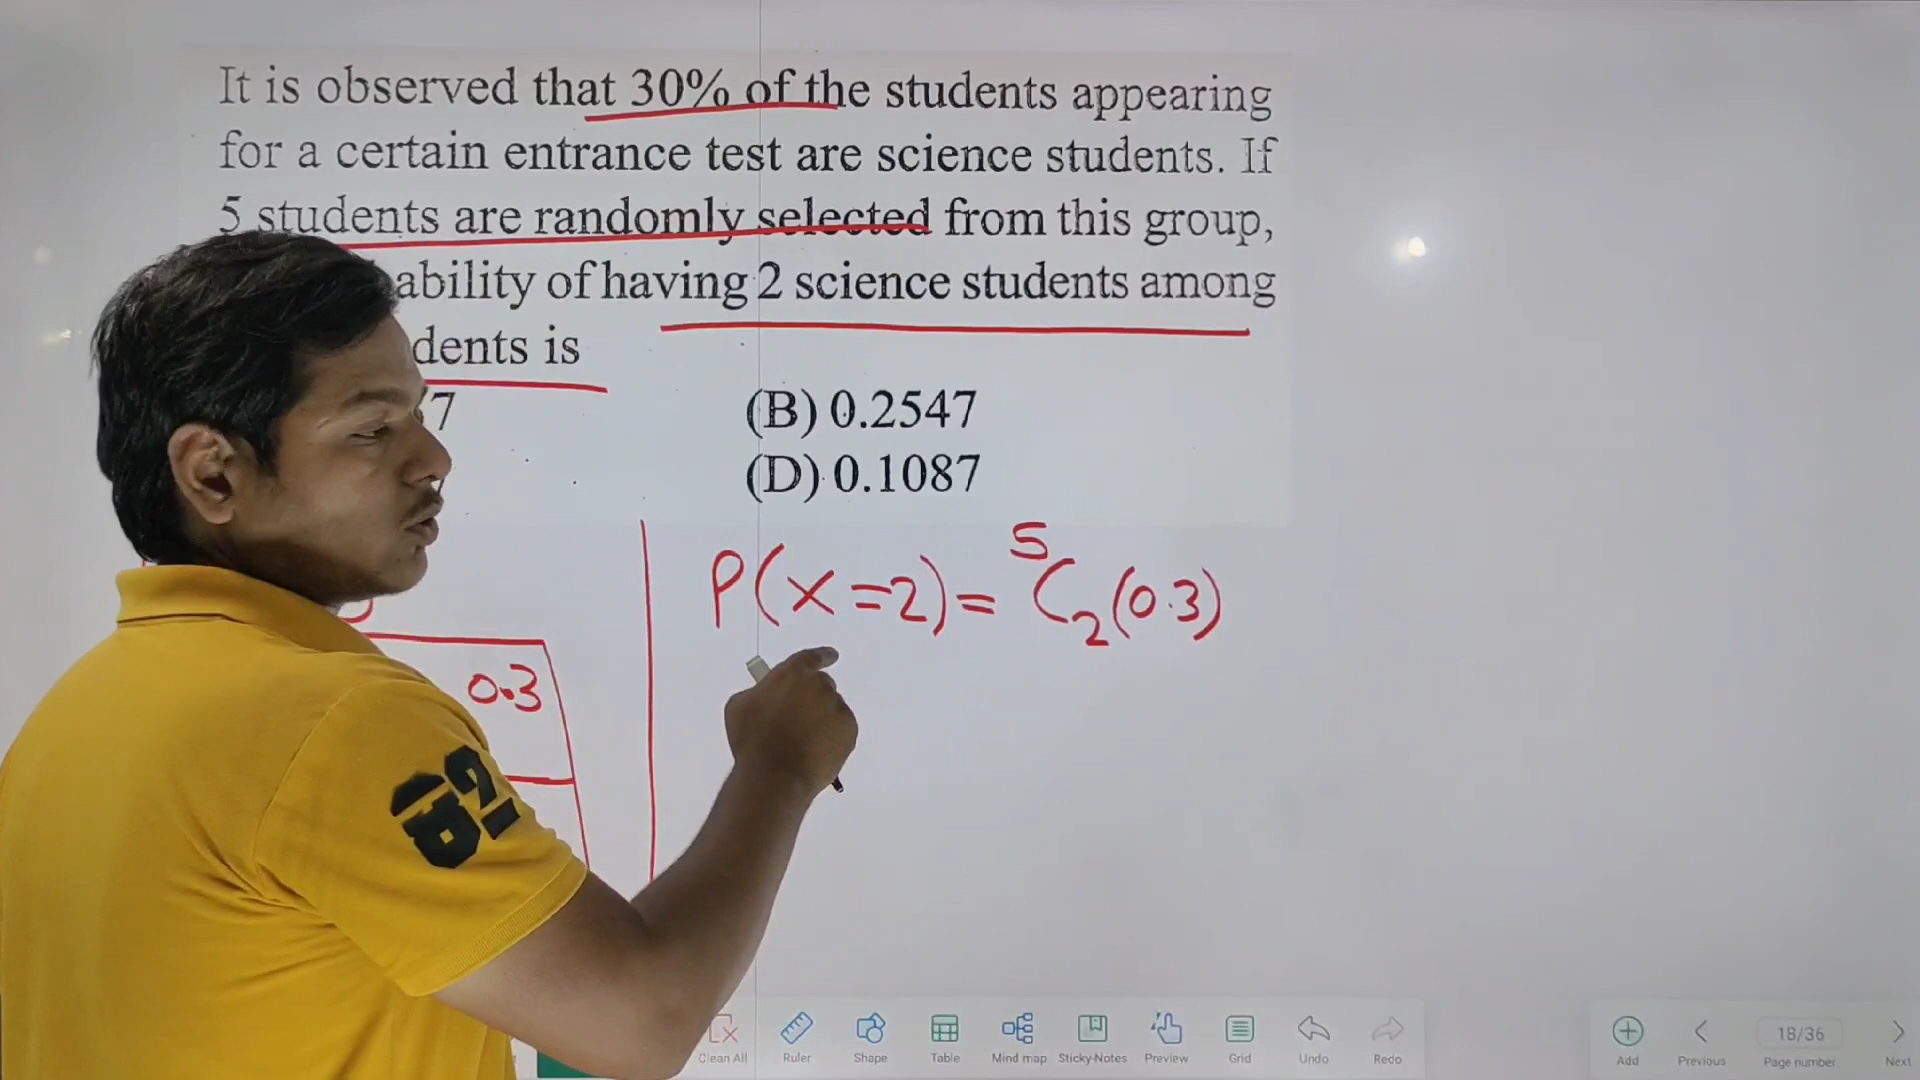 It is observed that 30% of the students appearing
for a certain entrance test are science students. If
5 students are randomly selected from this group,
ability of having 2 science students among
dents is
7
(B) 0.2547
(D) 0.1087
P(X=2)= ⁵C₂(0.3)
0.3
Clean All
Ruler
Shape
Table
Mind map
Sticky-Notes
Preview
Grid
Undo
Redo
Add
Previous
18/36
Page number
Next